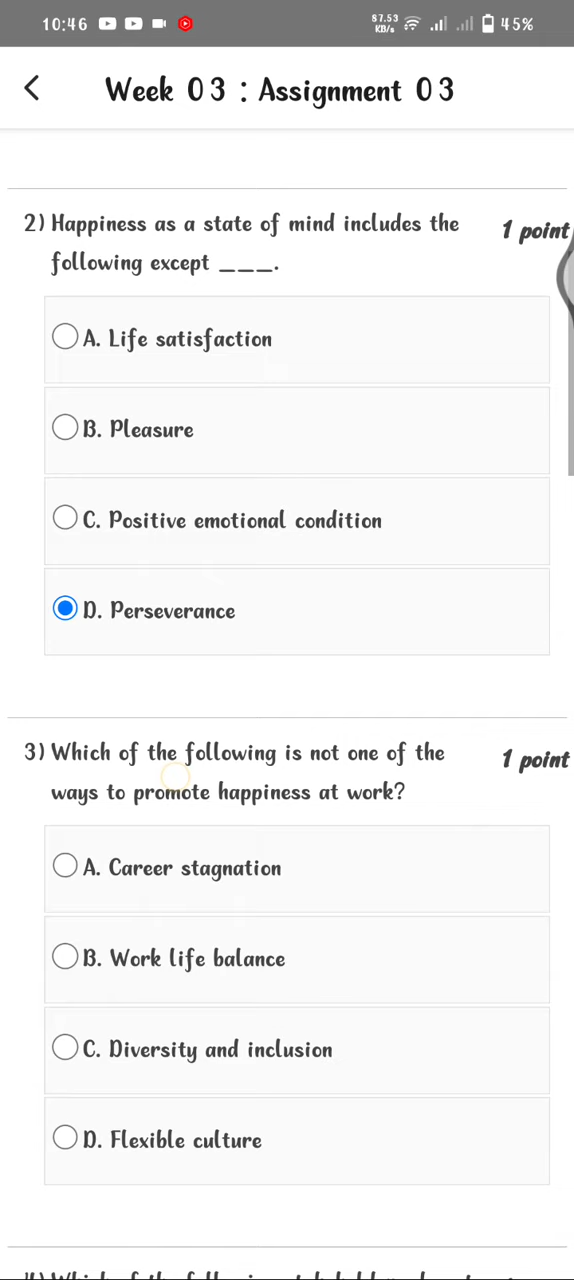 10:46 87.53 KB/s 45%
Week 03 : Assignment 03
2) Happiness as a state of mind includes the 1 point
following except ____.
A. Life satisfaction
B. Pleasure
C. Positive emotional condition
D. Perseverance
3) Which of the following is not one of the 1 point
ways to promote happiness at work?
A. Career stagnation
B. Work life balance
C. Diversity and inclusion
D. Flexible culture